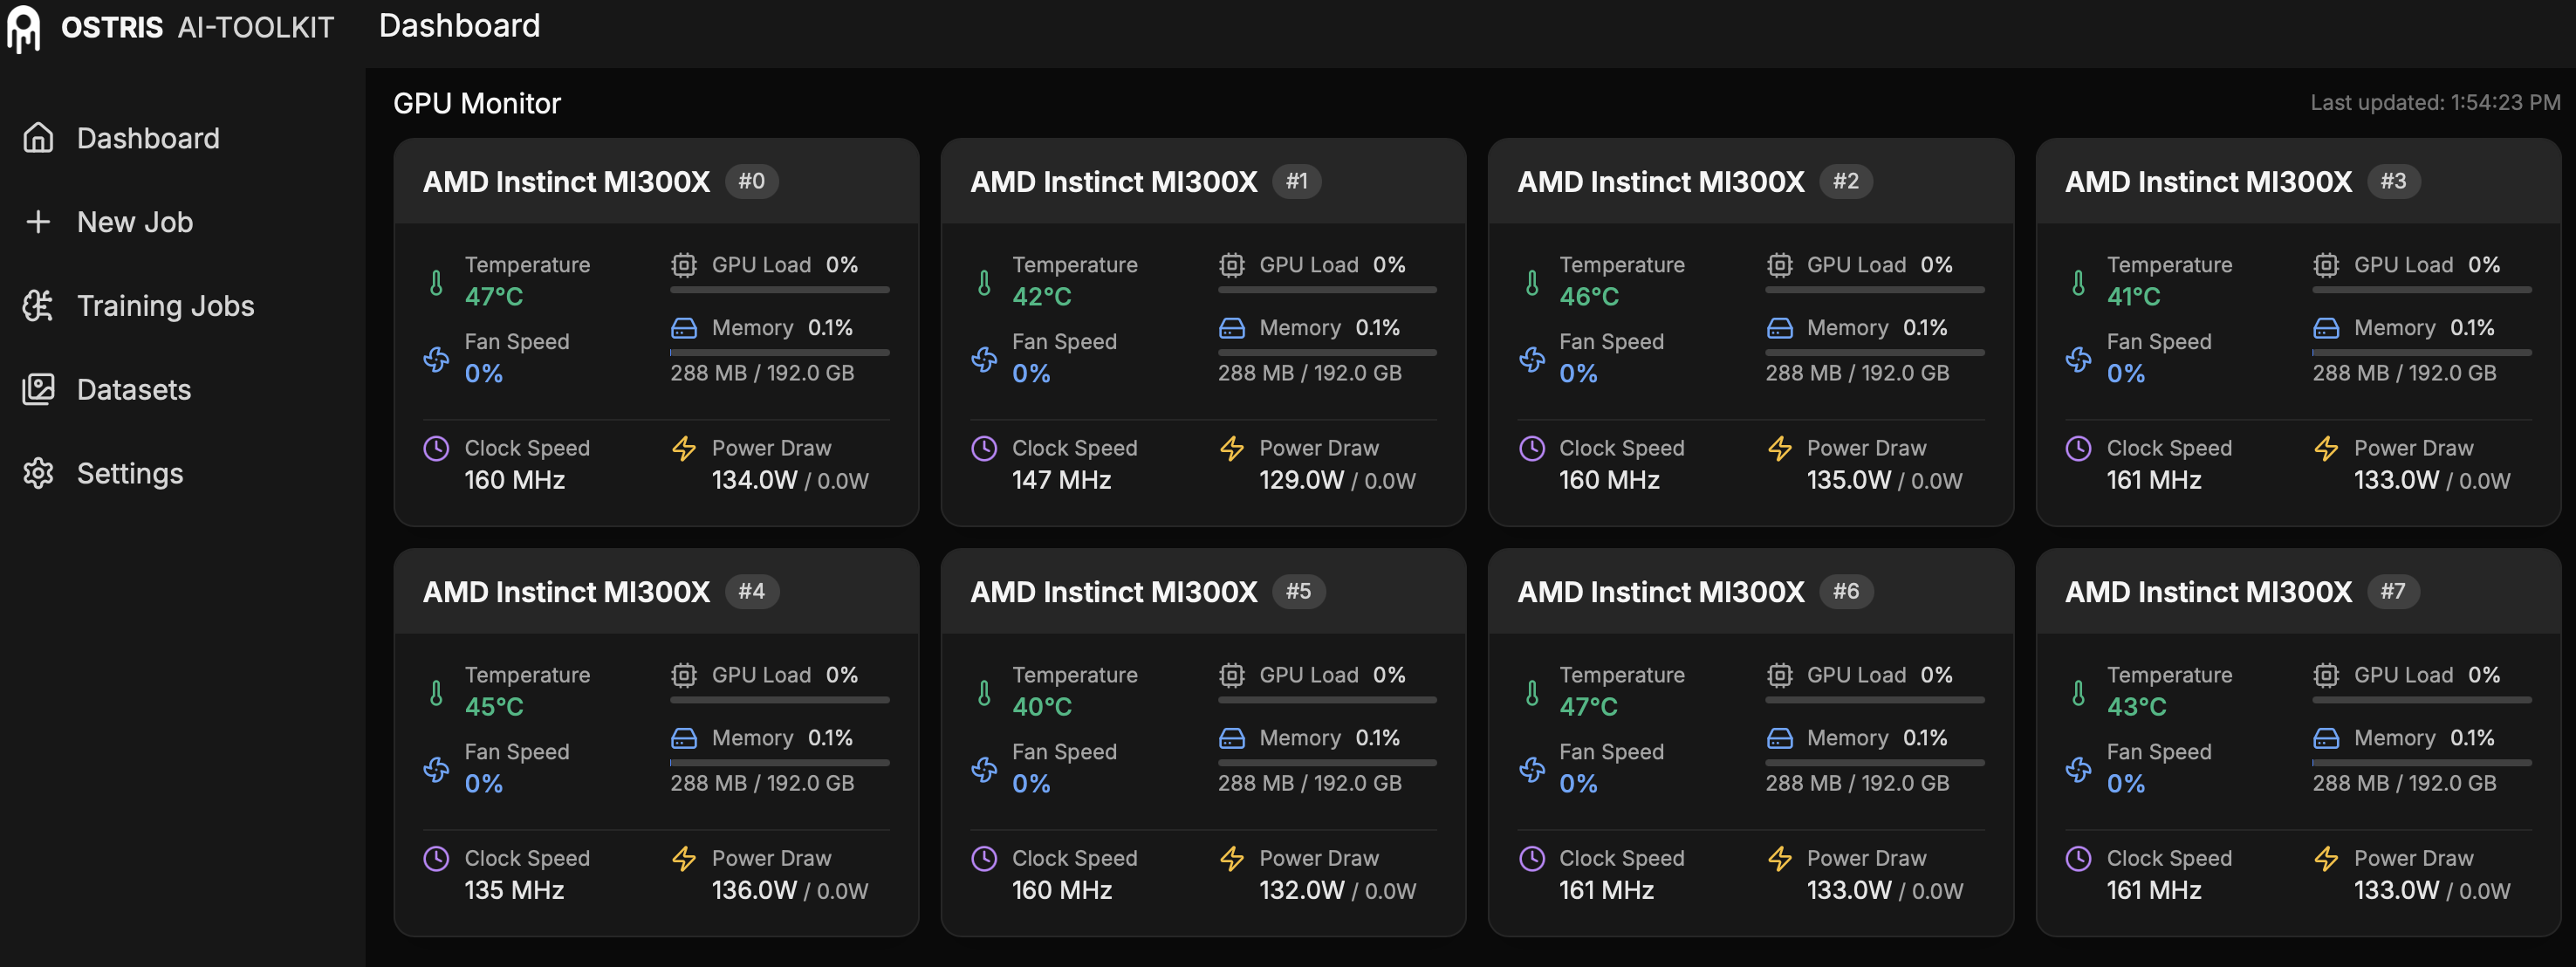 OSTRIS AI-TOOLKIT
Dashboard
Dashboard
New Job
Training Jobs
Datasets
Settings
GPU Monitor
Last updated: 1:54:23 PM
AMD Instinct MI300X #0
Temperature
47°C
Fan Speed
0%
GPU Load 0%
Memory 0.1%
288 MB / 192.0 GB
Clock Speed
160 MHz
Power Draw
134.0W / 0.0W
AMD Instinct MI300X #1
Temperature
42°C
Fan Speed
0%
GPU Load 0%
Memory 0.1%
288 MB / 192.0 GB
Clock Speed
147 MHz
Power Draw
129.0W / 0.0W
AMD Instinct MI300X #2
Temperature
46°C
Fan Speed
0%
GPU Load 0%
Memory 0.1%
288 MB / 192.0 GB
Clock Speed
160 MHz
Power Draw
135.0W / 0.0W
AMD Instinct MI300X #3
Temperature
41°C
Fan Speed
0%
GPU Load 0%
Memory 0.1%
288 MB / 192.0 GB
Clock Speed
161 MHz
Power Draw
133.0W / 0.0W
AMD Instinct MI300X #4
Temperature
45°C
Fan Speed
0%
GPU Load 0%
Memory 0.1%
288 MB / 192.0 GB
Clock Speed
135 MHz
Power Draw
136.0W / 0.0W
AMD Instinct MI300X #5
Temperature
40°C
Fan Speed
0%
GPU Load 0%
Memory 0.1%
288 MB / 192.0 GB
Clock Speed
160 MHz
Power Draw
132.0W / 0.0W
AMD Instinct MI300X #6
Temperature
47°C
Fan Speed
0%
GPU Load 0%
Memory 0.1%
288 MB / 192.0 GB
Clock Speed
161 MHz
Power Draw
133.0W / 0.0W
AMD Instinct MI300X #7
Temperature
43°C
Fan Speed
0%
GPU Load 0%
Memory 0.1%
288 MB / 192.0 GB
Clock Speed
161 MHz
Power Draw
133.0W / 0.0W